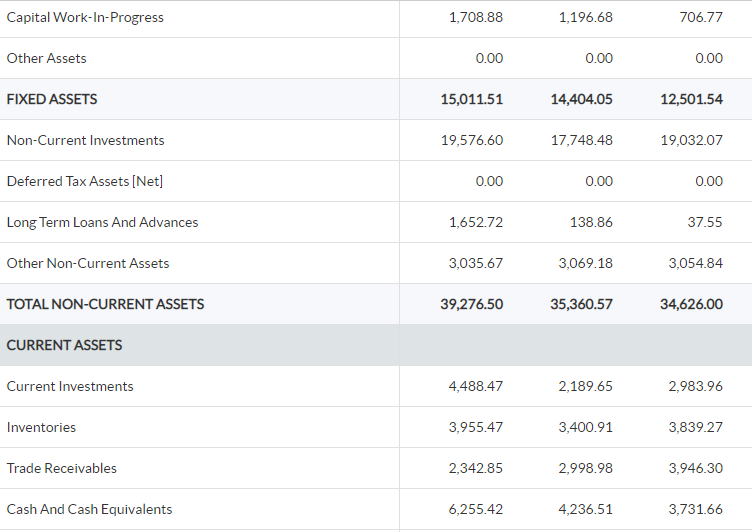 Capital Work-In-Progress 1,708.88 1,196.68 706.77
Other Assets 0.00 0.00 0.00
FIXED ASSETS 15,011.51 14,404.05 12,501.54
Non-Current Investments 19,576.60 17,748.48 19,032.07
Deferred Tax Assets [Net] 0.00 0.00 0.00
Long Term Loans And Advances 1,652.72 138.86 37.55
Other Non-Current Assets 3,035.67 3,069.18 3,054.84
TOTAL NON-CURRENT ASSETS 39,276.50 35,360.57 34,626.00
CURRENT ASSETS
Current Investments 4,488.47 2,189.65 2,983.96
Inventories 3,955.47 3,400.91 3,839.27
Trade Receivables 2,342.85 2,998.98 3,946.30
Cash And Cash Equivalents 6,255.42 4,236.51 3,731.66